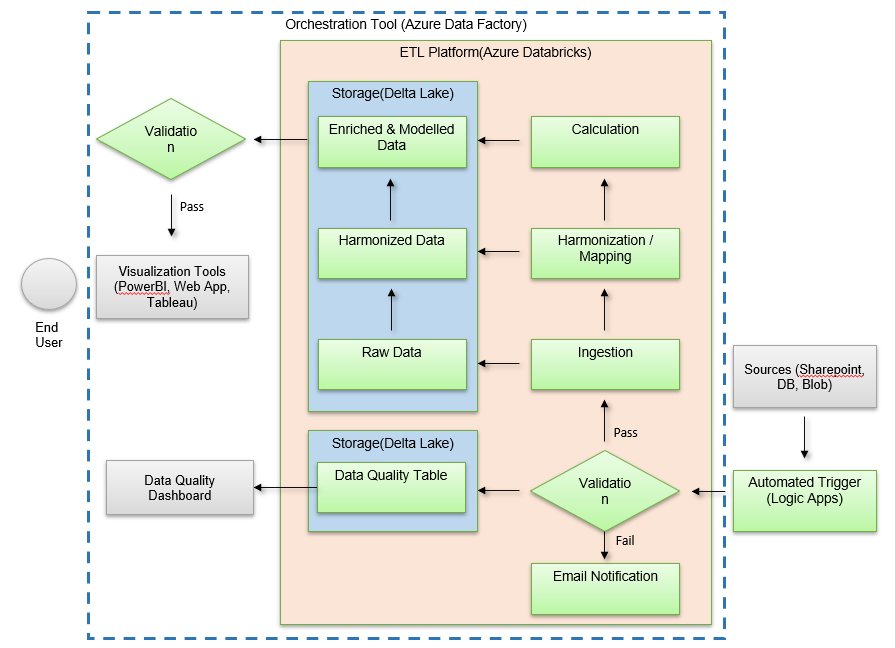 Orchestration Tool (Azure Data Factory)
ETL Platform(Azure Databricks)
Storage(Delta Lake)
Enriched & Modelled
Data
Calculation
Validatio
n
Pass
Harmonized Data
Harmonization /
Mapping
Visualization Tools
(PowerBI, Web App,
Tableau)
End
User
Raw Data
Ingestion
Sources (Sharepoint,
DB, Blob)
Pass
Storage(Delta Lake)
Data Quality Table
Data Quality
Dashboard
Validatio
n
Automated Trigger
(Logic Apps)
Fail
Email Notification